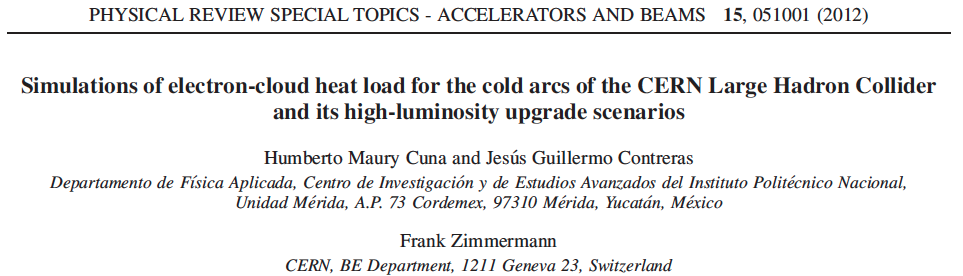 PHYSICAL REVIEW SPECIAL TOPICS - ACCELERATORS AND BEAMS 15, 051001 (2012)
Simulations of electron-cloud heat load for the cold arcs of the CERN Large Hadron Collider
and its high-luminosity upgrade scenarios
Humberto Maury Cuna and Jesús Guillermo Contreras
Departamento de Física Aplicada, Centro de Investigación y de Estudios Avanzados del Instituto Politécnico Nacional,
Unidad Mérida, A.P. 73 Cordemex, 97310 Mérida, Yucatán, México
Frank Zimmermann
CERN, BE Department, 1211 Geneva 23, Switzerland